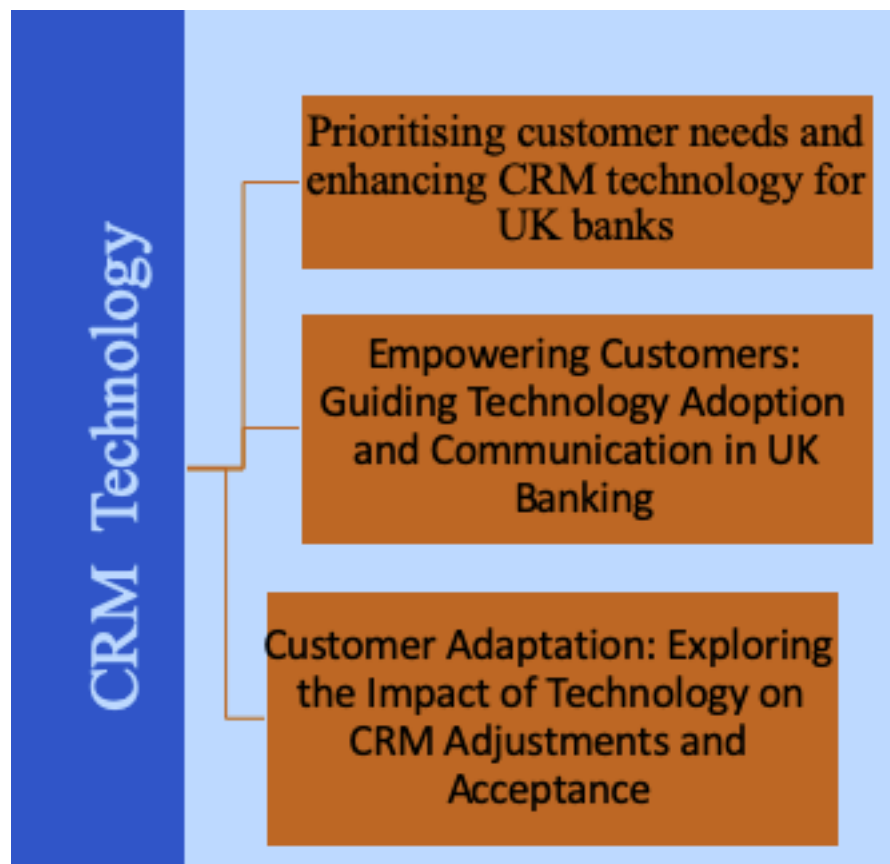 CRM Technology
Prioritising customer needs and
enhancing CRM technology for
UK banks
Empowering Customers:
Guiding Technology Adoption
and Communication in UK
Banking
Customer Adaptation: Exploring
the Impact of Technology on
CRM Adjustments and
Acceptance